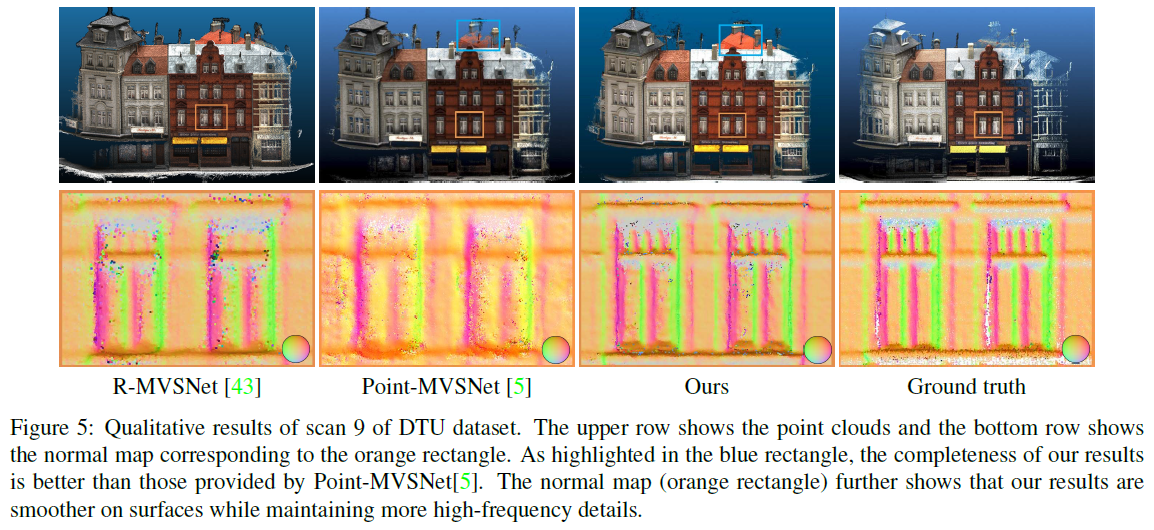 R-MVSNet [43]
Point-MVSNet [5]
Ours
Ground truth
Figure 5: Qualitative results of scan 9 of DTU dataset. The upper row shows the point clouds and the bottom row shows
the normal map corresponding to the orange rectangle. As highlighted in the blue rectangle, the completeness of our results
is better than those provided by Point-MVSNet[5]. The normal map (orange rectangle) further shows that our results are
smoother on surfaces while maintaining more high-frequency details.